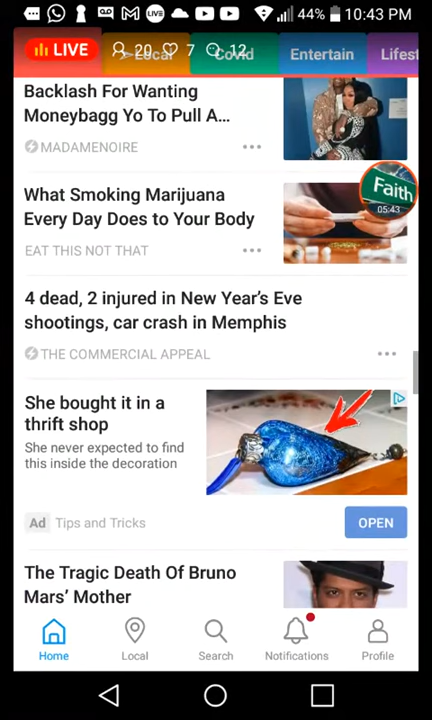 44% 10:43 PM
LIVE 20 7 12
Local Covid Entertain Lifest
Backlash For Wanting
Moneybagg Yo To Pull A...
MADAMENOIRE
What Smoking Marijuana
Every Day Does to Your Body
EAT THIS NOT THAT
Faith
05:43
4 dead, 2 injured in New Year's Eve
shootings, car crash in Memphis
THE COMMERCIAL APPEAL
She bought it in a
thrift shop
She never expected to find
this inside the decoration
Ad Tips and Tricks OPEN
The Tragic Death Of Bruno
Mars' Mother
Home Local Search Notifications Profile